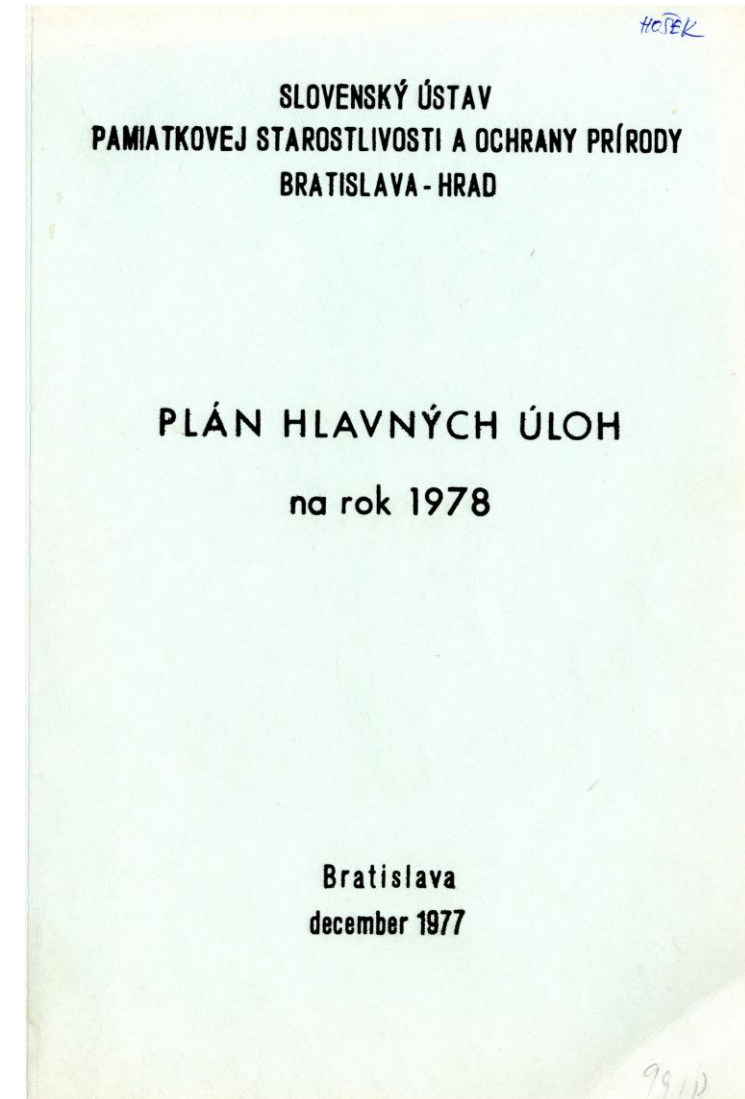 HOŠEK
SLOVENSKÝ ÚSTAV
PAMIATKOVEJ STAROSTLIVOSTI A OCHRANY PRÍRODY
BRATISLAVA - HRAD
PLÁN HLAVNÝCH ÚLOH
na rok 1978
Bratislava
december 1977